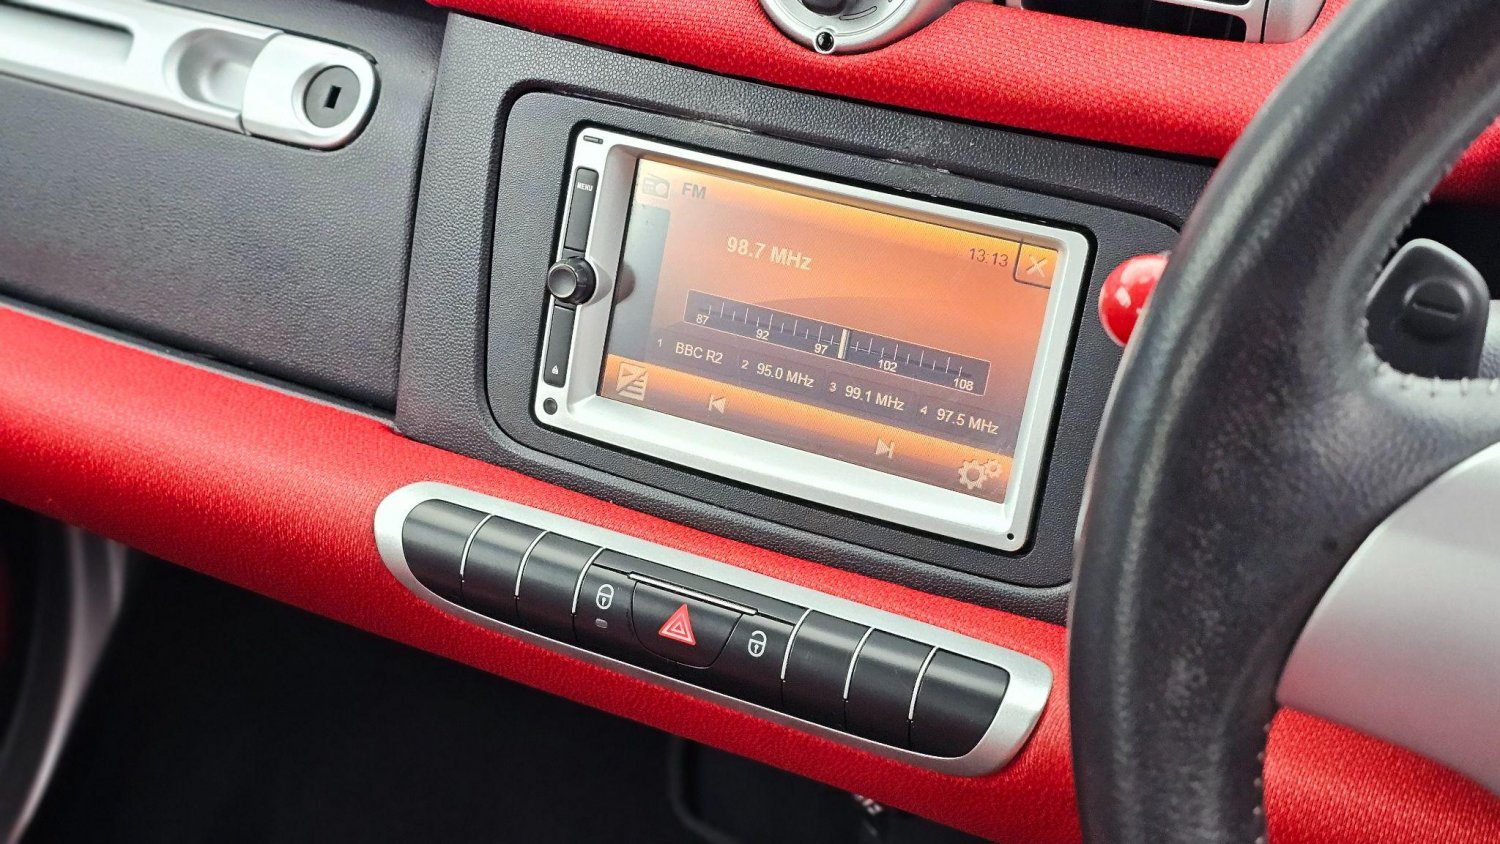 MENU
FM
98.7 MHz
13:13
87 92 97 102 108
1 BBC R2 2 95.0 MHz 3 99.1 MHz 4 97.5 MHz